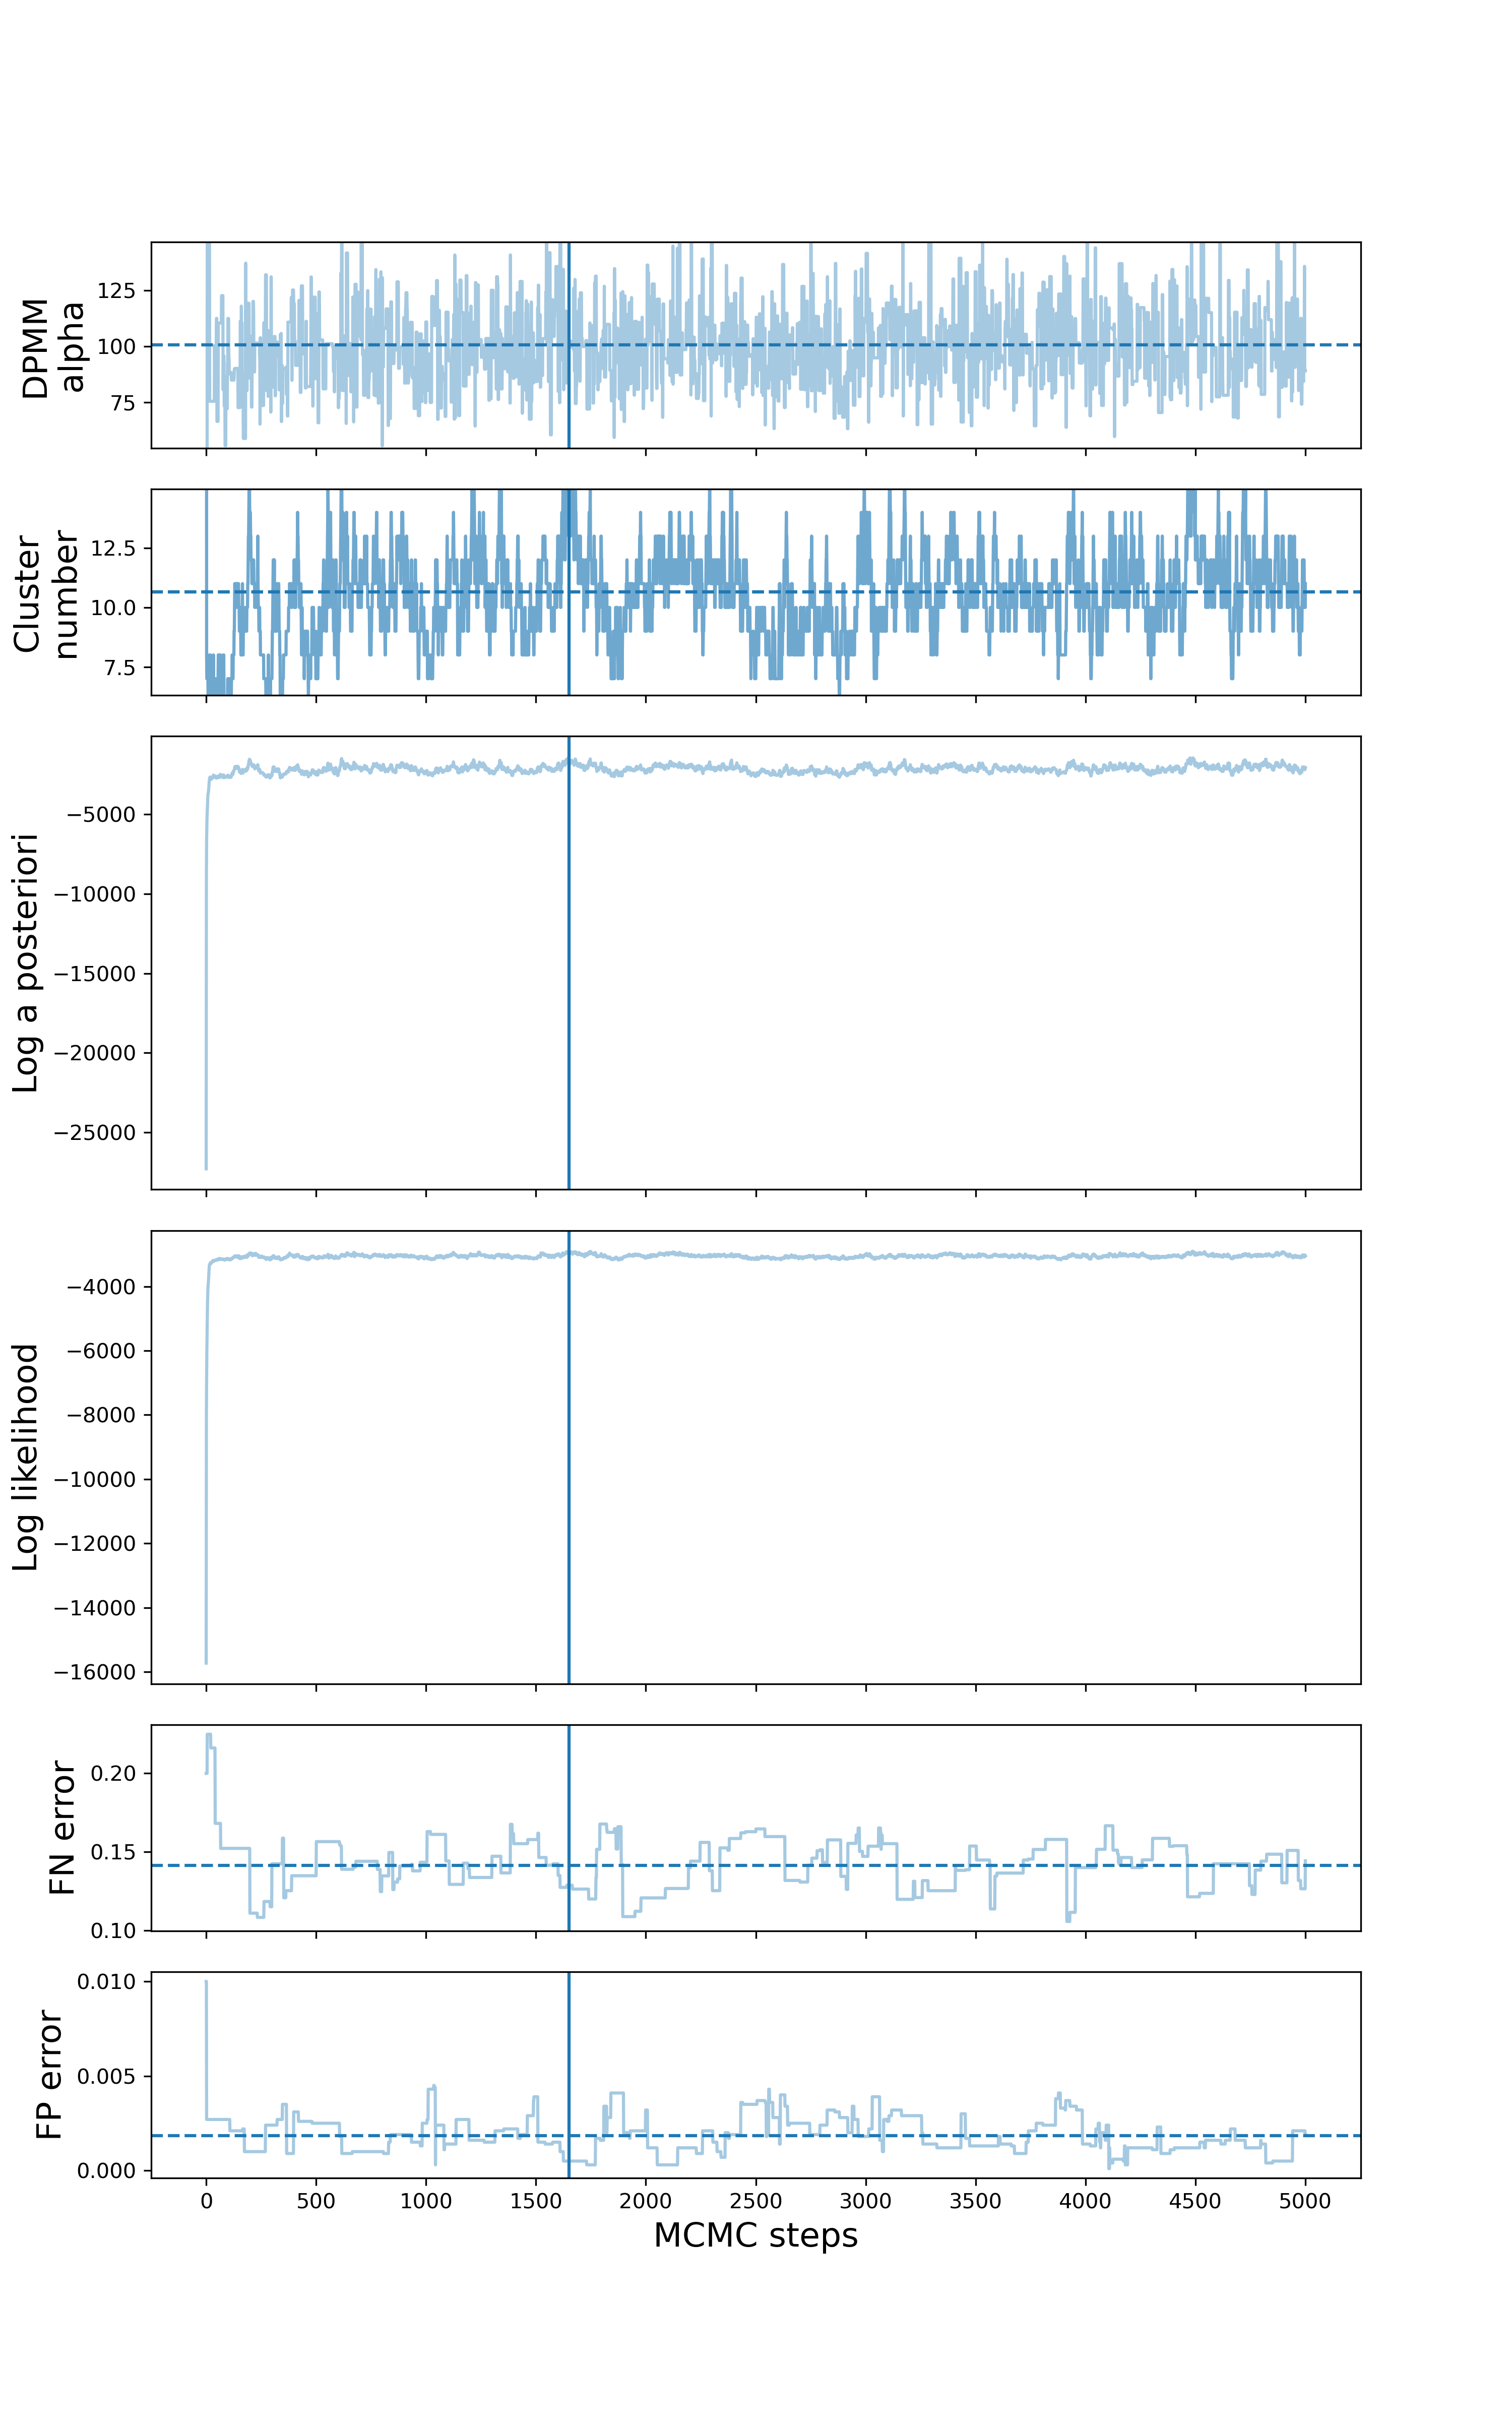 DPMM
alpha
125
100
75
Cluster
number
12.5
10.0
7.5
Log a posteriori
−5000
−10000
−15000
−20000
−25000
Log likelihood
−4000
−6000
−8000
−10000
−12000
−14000
−16000
FN error
0.20
0.15
0.10
FP error
0.010
0.005
0.000
0 500 1000 1500 2000 2500 3000 3500 4000 4500 5000
MCMC steps